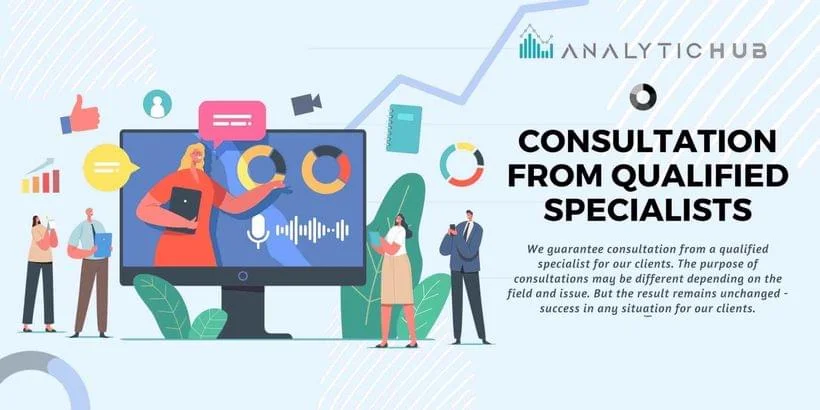 ANALYTICHUB
CONSULTATION
FROM QUALIFIED
SPECIALISTS
We guarantee consultation from a qualified
specialist for our clients. The purpose of
consultations may be different depending on the
field and issue. But the result remains unchanged -
success in any situation for our clients.